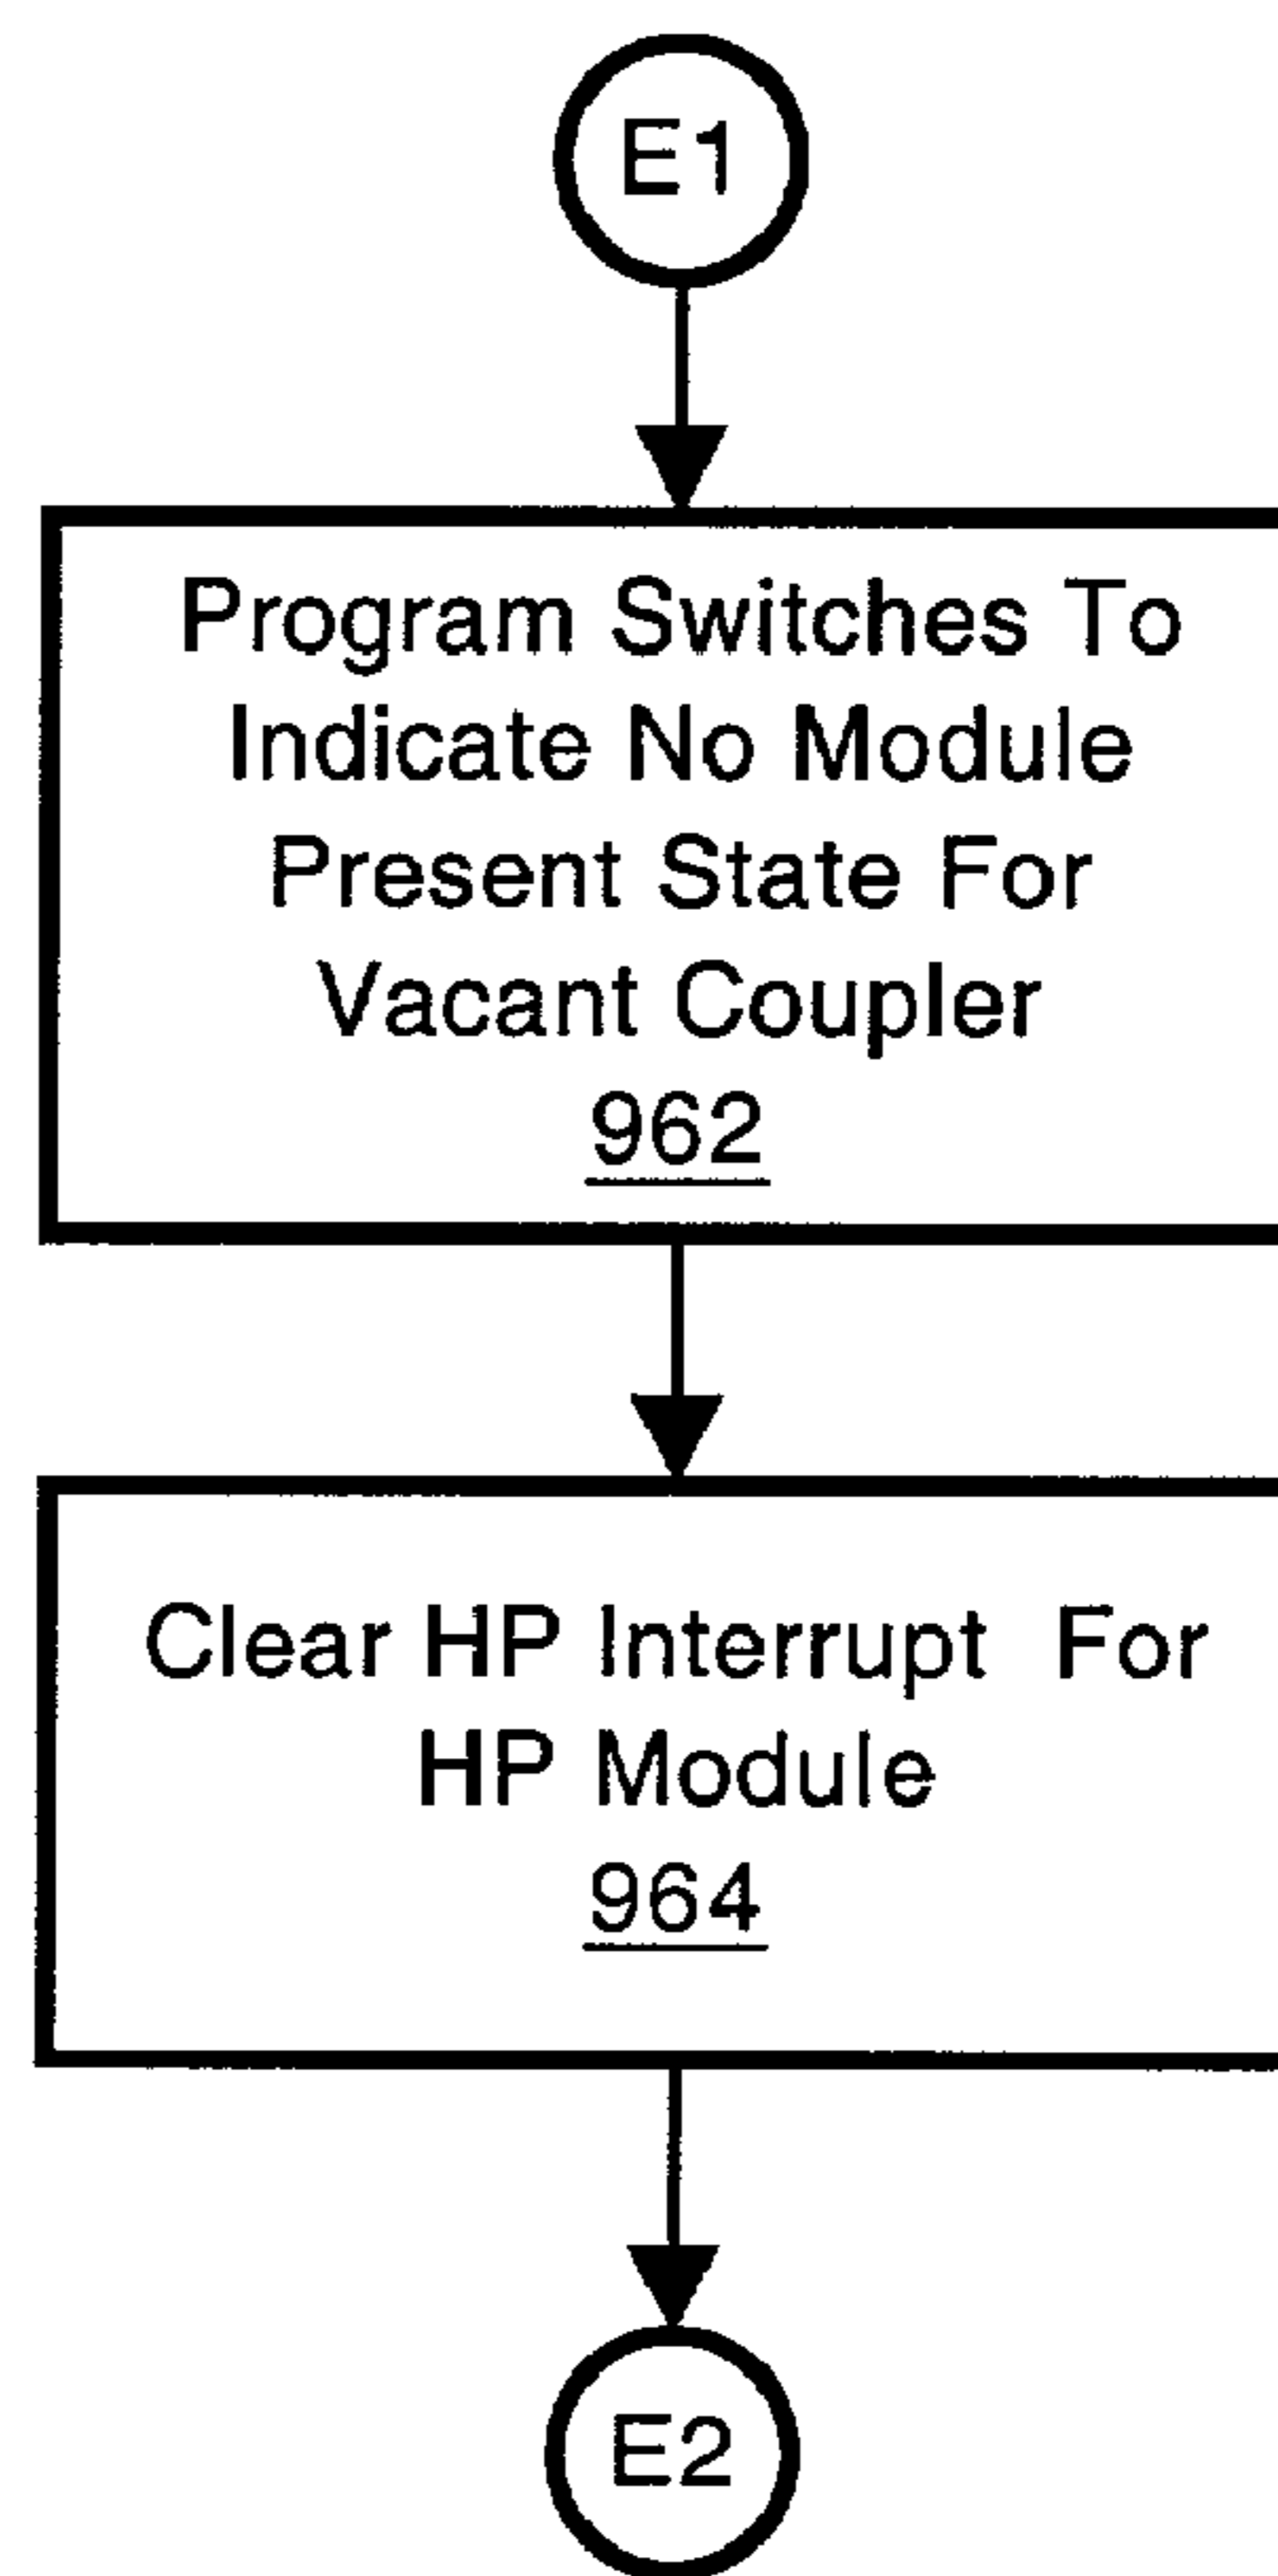 E1
Program Switches To
Indicate No Module
Present State For
Vacant Coupler
962
Clear HP Interrupt For
HP Module
964
E2